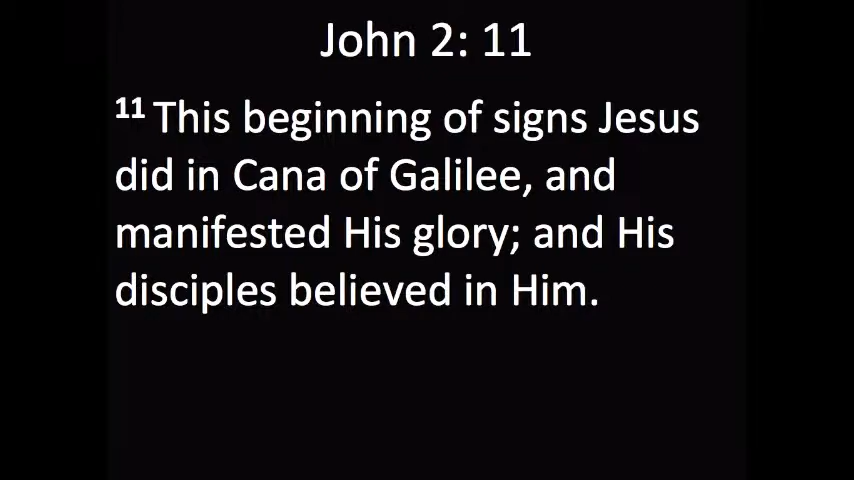 John 2: 11
11 This beginning of signs Jesus
did in Cana of Galilee, and
manifested His glory; and His
disciples believed in Him.